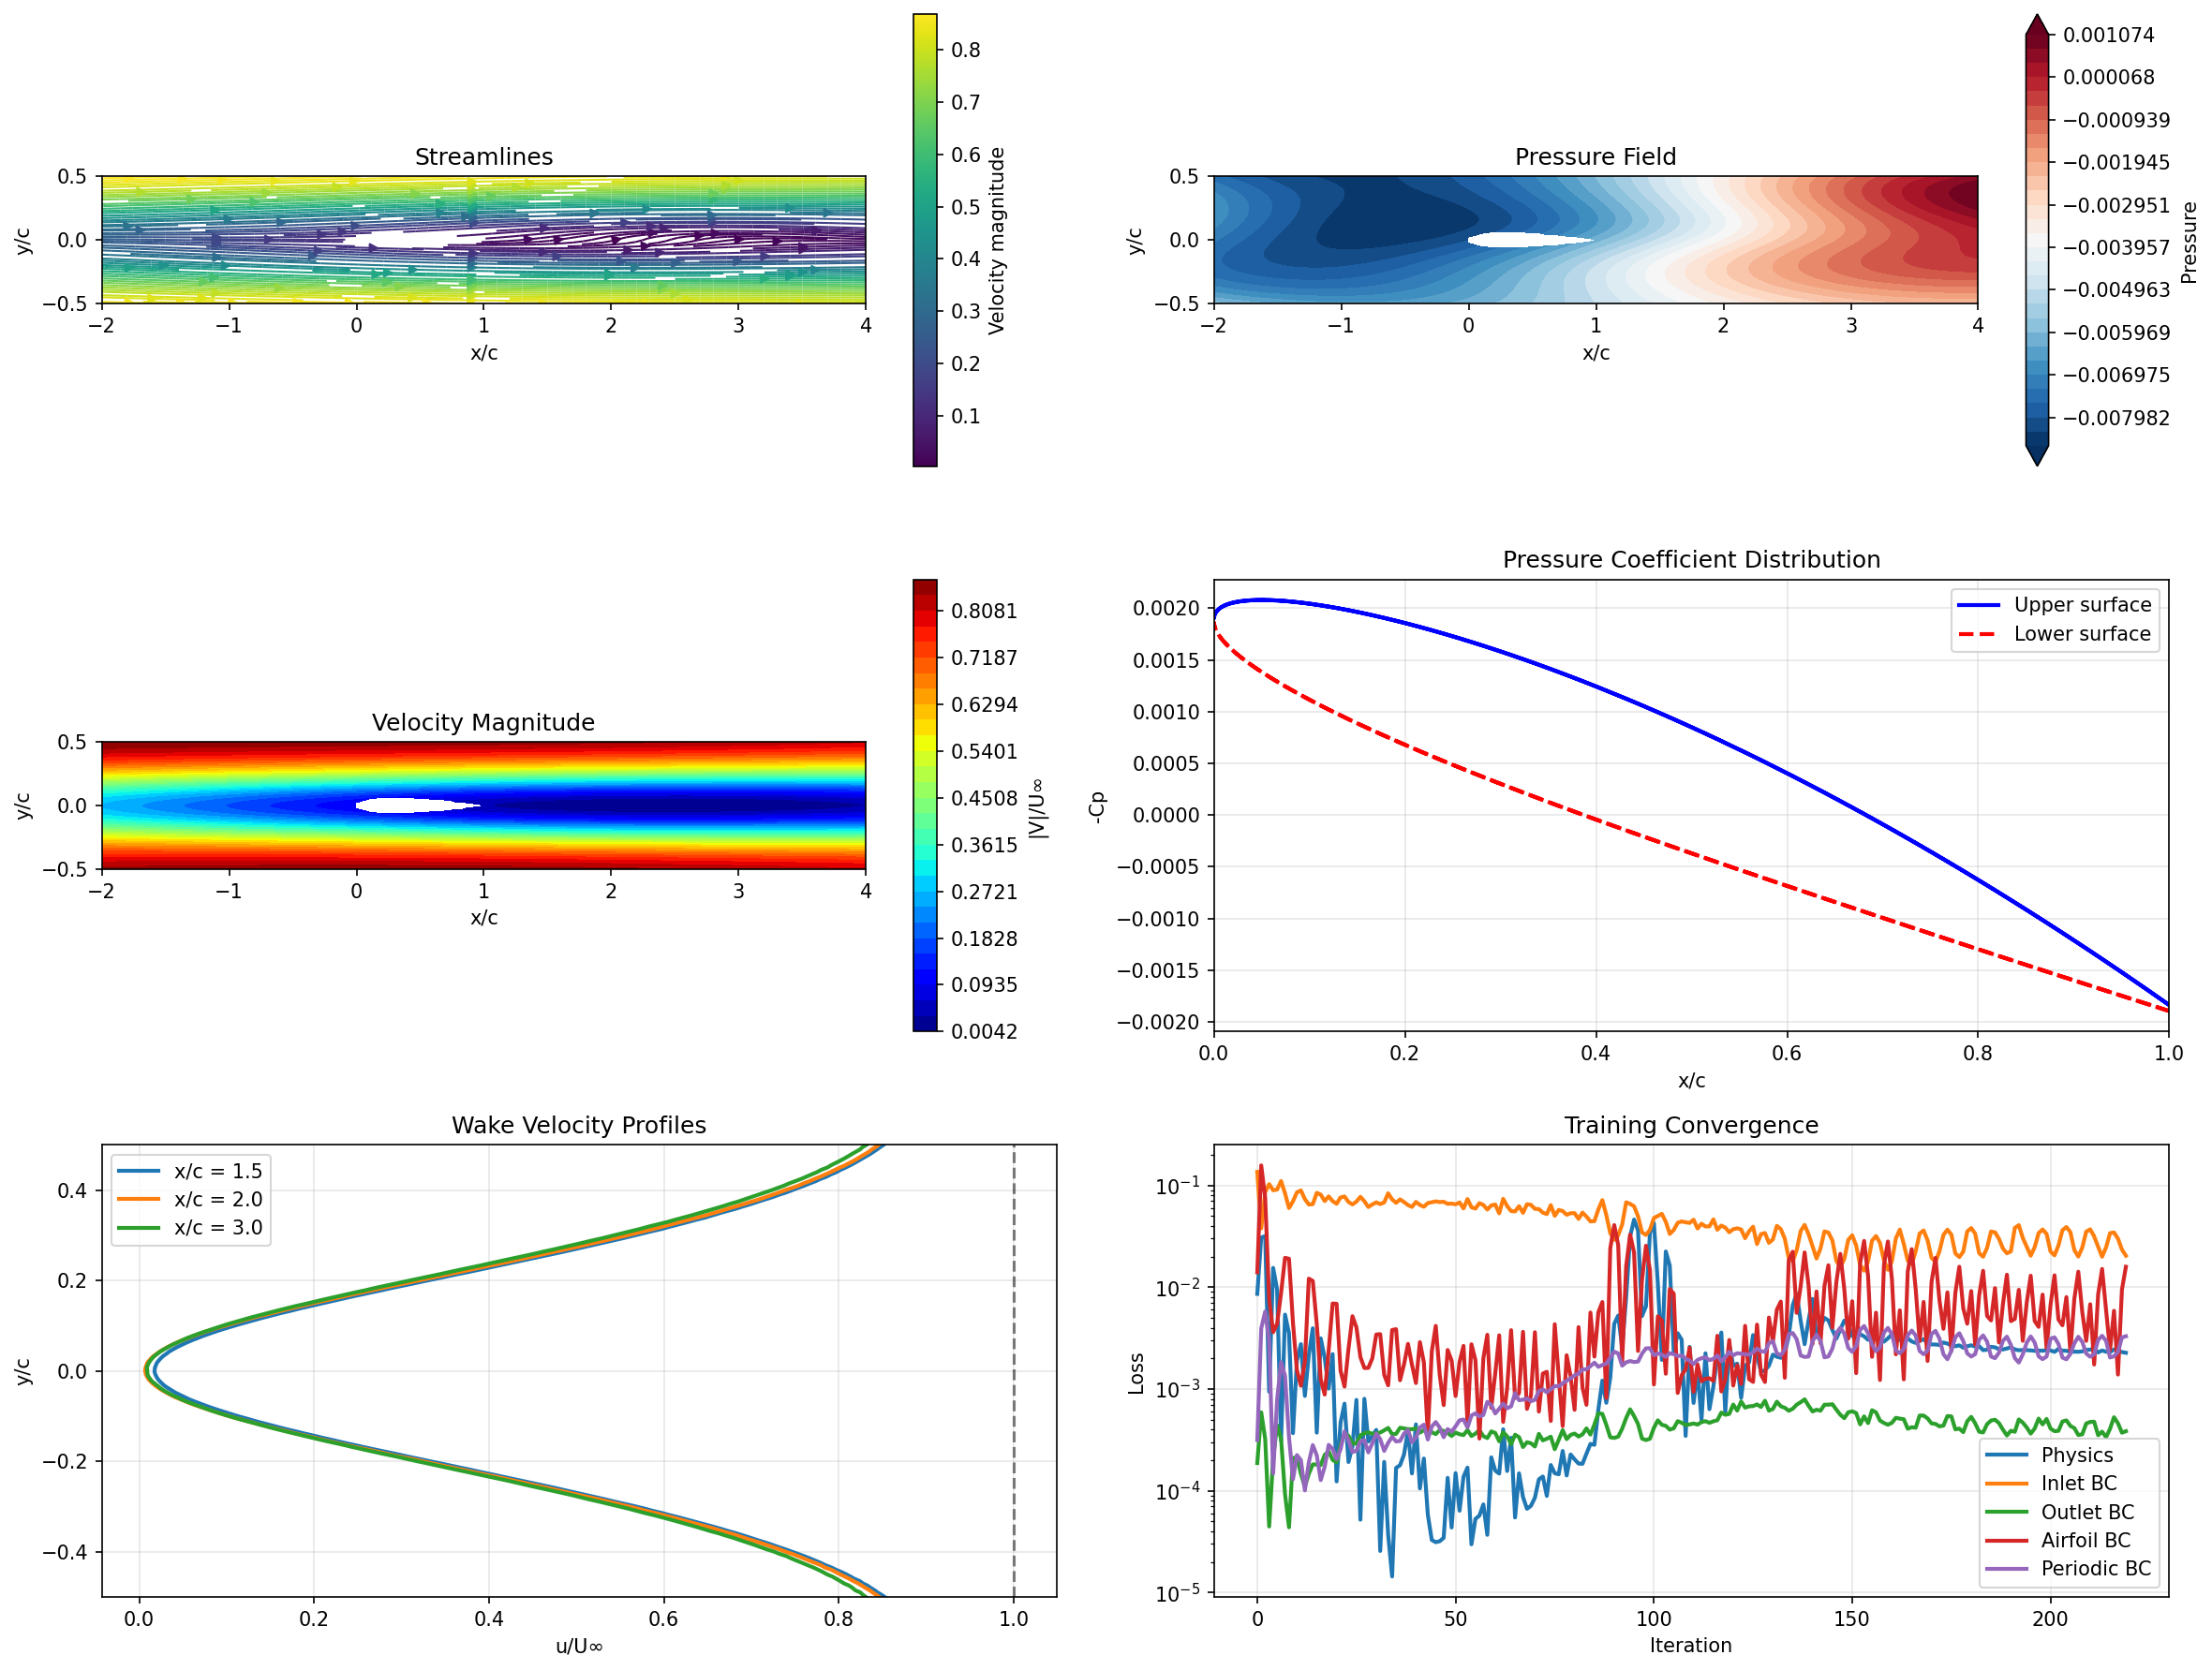 Streamlines
0.5
0.0
−0.5
y/c
−2 −1 0 1 2 3 4
x/c
0.8
0.7
0.6
0.5
0.4
0.3
0.2
0.1
Velocity magnitude
Pressure Field
0.5
0.0
−0.5
y/c
−2 −1 0 1 2 3 4
x/c
0.001074
0.000068
−0.000939
−0.001945
−0.002951
−0.003957
−0.004963
−0.005969
−0.006975
−0.007982
Pressure
Velocity Magnitude
0.5
0.0
−0.5
y/c
−2 −1 0 1 2 3 4
x/c
0.8081
0.7187
0.6294
0.5401
0.4508
0.3615
0.2721
0.1828
0.0935
0.0042
|V|/U∞
Pressure Coefficient Distribution
0.0020
0.0015
0.0010
0.0005
0.0000
−0.0005
−0.0010
−0.0015
−0.0020
-Cp
Upper surface
Lower surface
0.0 0.2 0.4 0.6 0.8 1.0
x/c
Wake Velocity Profiles
x/c = 1.5
x/c = 2.0
x/c = 3.0
0.4
0.2
0.0
−0.2
−0.4
y/c
0.0 0.2 0.4 0.6 0.8 1.0
u/U∞
Training Convergence
10⁻¹
10⁻²
10⁻³
10⁻⁴
10⁻⁵
Loss
Physics
Inlet BC
Outlet BC
Airfoil BC
Periodic BC
0 50 100 150 200
Iteration